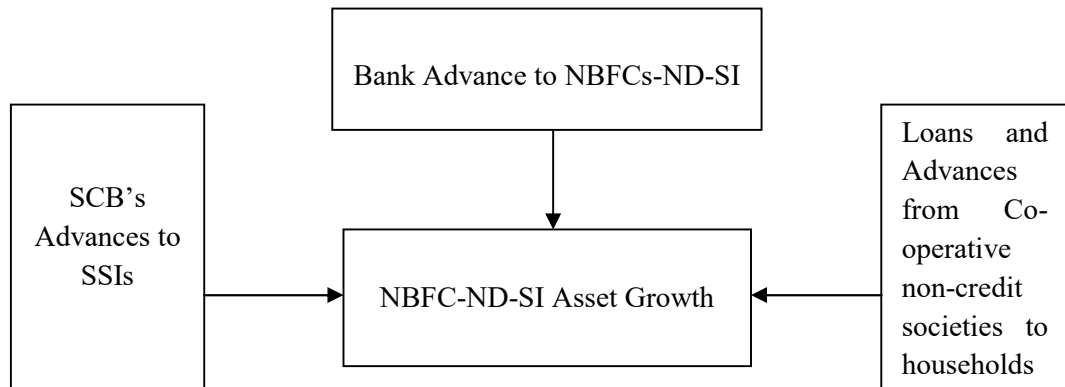 Bank Advance to NBFCs-ND-SI
SCB’s
Advances to
SSIs
NBFC-ND-SI Asset Growth
Loans and
Advances
from Co-
operative
non-credit
societies to
households